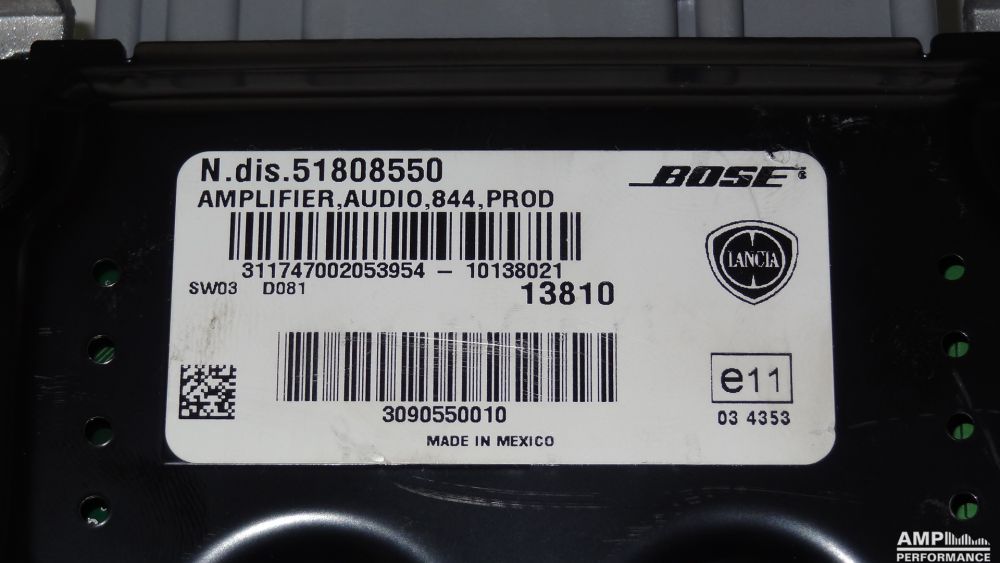 N.dis.51808550
BOSE®
AMPLIFIER,AUDIO,844,PROD
311747002053954 - 10138021
LANCIA
SW03 D081
13810
e11
3090550010
03 4353
MADE IN MEXICO
AMP
PERFORMANCE